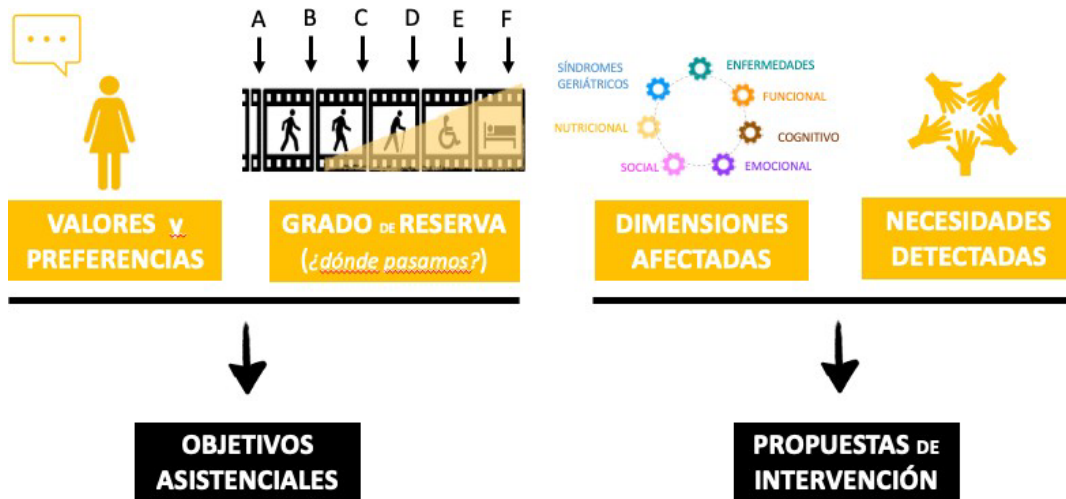 A B C D E F
SÍNDROMES
GERIÁTRICOS
ENFERMEDADES
FUNCIONAL
NUTRICIONAL
COGNITIVO
SOCIAL
EMOCIONAL
VALORES y
PREFERENCIAS
GRADO DE RESERVA
(¿dónde pasamos?)
DIMENSIONES
AFECTADAS
NECESIDADES
DETECTADAS
OBJETIVOS
ASISTENCIALES
PROPUESTAS DE
INTERVENCIÓN